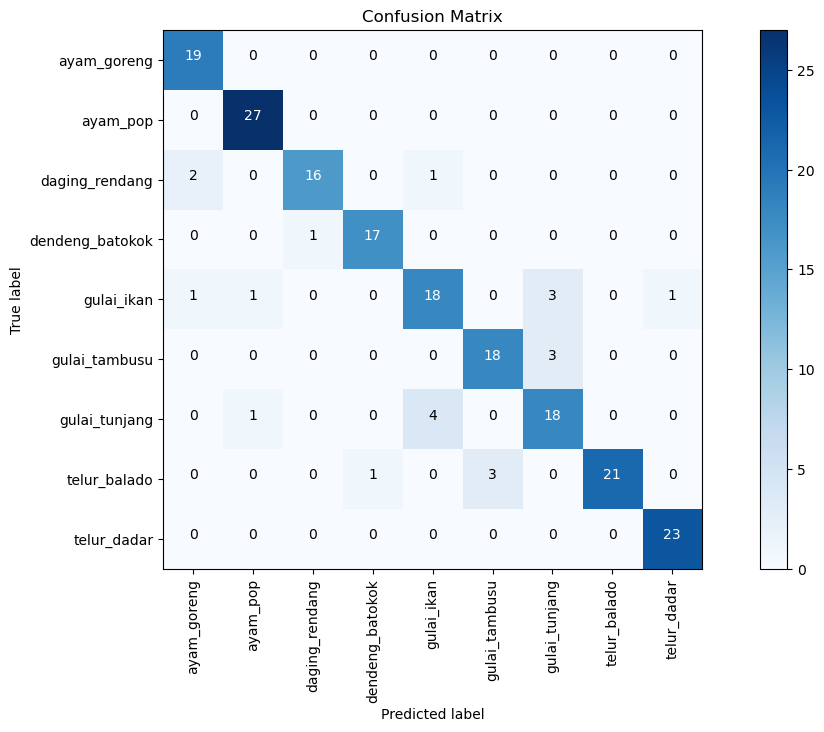 Confusion Matrix
ayam_goreng 19 0 0 0 0 0 0 0 0
ayam_pop 0 27 0 0 0 0 0 0 0
daging_rendang 2 0 16 0 1 0 0 0 0
dendeng_batokok 0 0 1 17 0 0 0 0 0
gulai_ikan 1 1 0 0 18 0 3 0 1
gulai_tambusu 0 0 0 0 0 18 3 0 0
gulai_tunjang 0 1 0 0 4 0 18 0 0
telur_balado 0 0 0 1 0 3 0 21 0
telur_dadar 0 0 0 0 0 0 0 0 23
True label
ayam_goreng
ayam_pop
daging_rendang
dendeng_batokok
gulai_ikan
gulai_tambusu
gulai_tunjang
telur_balado
telur_dadar
Predicted label
25
20
15
10
5
0